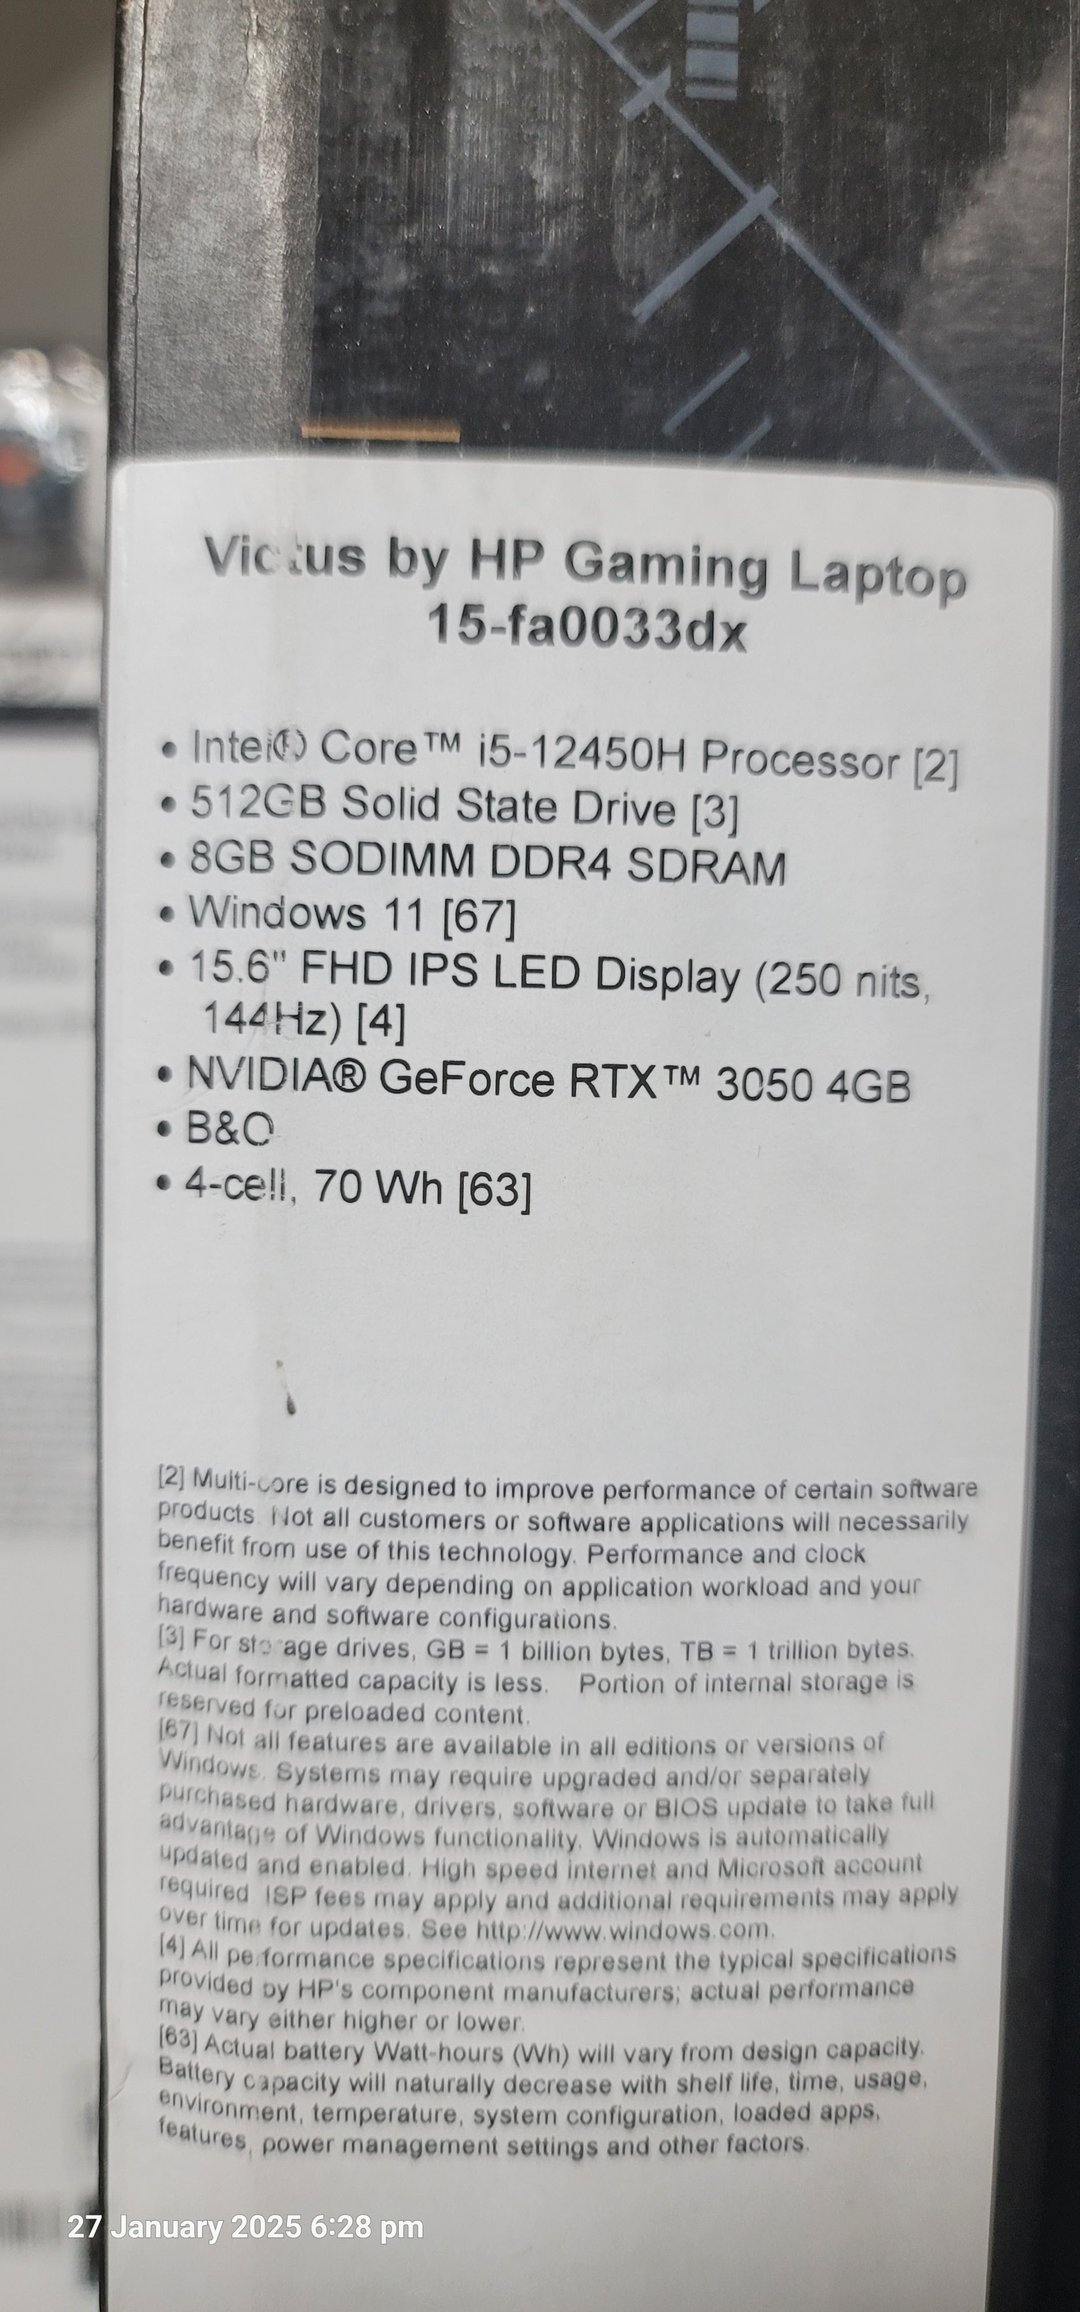 Victus by HP Gaming Laptop
15-fa0033dx
• Intel® Core™ i5-12450H Processor [2]
• 512GB Solid State Drive [3]
• 8GB SODIMM DDR4 SDRAM
• Windows 11 [67]
• 15.6" FHD IPS LED Display (250 nits,
144Hz) [4]
• NVIDIA® GeForce RTX™ 3050 4GB
• B&O
• 4-cell, 70 Wh [63]
[2] Multi-core is designed to improve performance of certain software
products. Not all customers or software applications will necessarily
benefit from use of this technology. Performance and clock
frequency will vary depending on application workload and your
hardware and software configurations.
[3] For storage drives, GB = 1 billion bytes, TB = 1 trillion bytes.
Actual formatted capacity is less. Portion of internal storage is
reserved for preloaded content.
[67] Not all features are available in all editions or versions of
Windows. Systems may require upgraded and/or separately
purchased hardware, drivers, software or BIOS update to take full
advantage of Windows functionality. Windows is automatically
updated and enabled. High speed internet and Microsoft account
required. ISP fees may apply and additional requirements may apply
over time for updates. See http://www.windows.com.
[4] All performance specifications represent the typical specifications
provided by HP's component manufacturers; actual performance
may vary either higher or lower.
[63] Actual battery Watt-hours (Wh) will vary from design capacity.
Battery capacity will naturally decrease with shelf life, time, usage,
environment, temperature, system configuration, loaded apps,
features, power management settings and other factors.
27 January 2025 6:28 pm